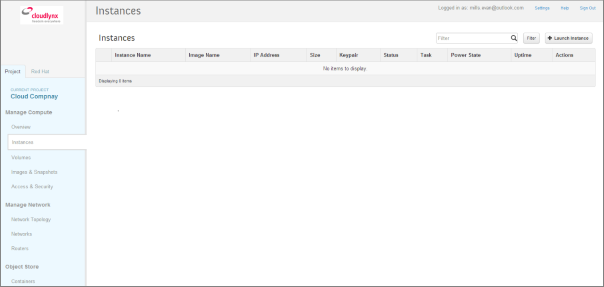 cloudlynx
Instances
Logged in as: mills.ewan@outlook.com
Settings
Help
Sign Out
Instances
Filter
Filter
+ Launch Instance
Instance Name
Image Name
IP Address
Size
Keypair
Status
Task
Power State
Uptime
Actions
No items to display
Displaying 0 items
Project
Red Hat
CURRENT PROJECT
Cloud Compnay
Manage Compute
Overview
Instances
Volumes
Images & Snapshots
Access & Security
Manage Network
Network Topology
Networks
Routers
Object Store
Containers